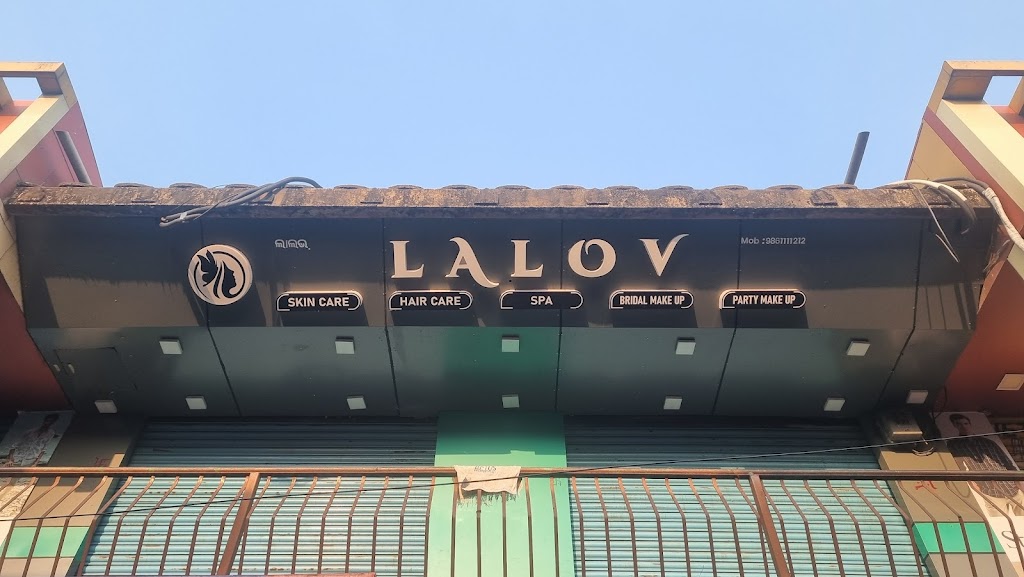 ଲାଲଭ୍
LALOV
Mob :9861111212
SKIN CARE
HAIR CARE
SPA
BRIDAL MAKE UP
PARTY MAKE UP